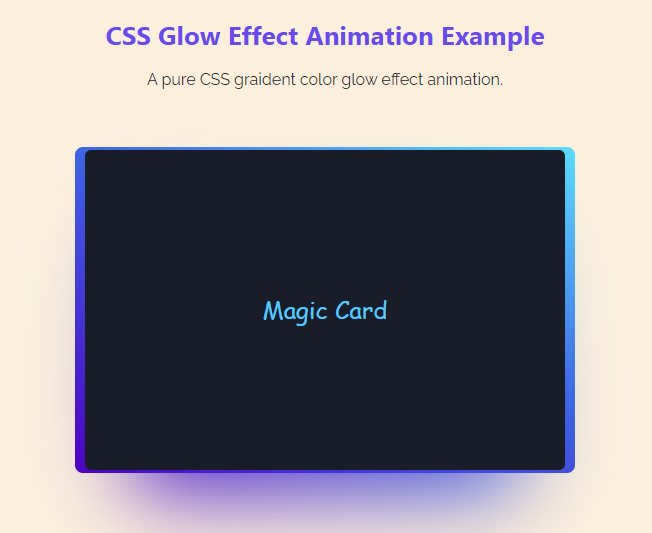 CSS Glow Effect Animation Example
A pure CSS graident color glow effect animation.
Magic Card